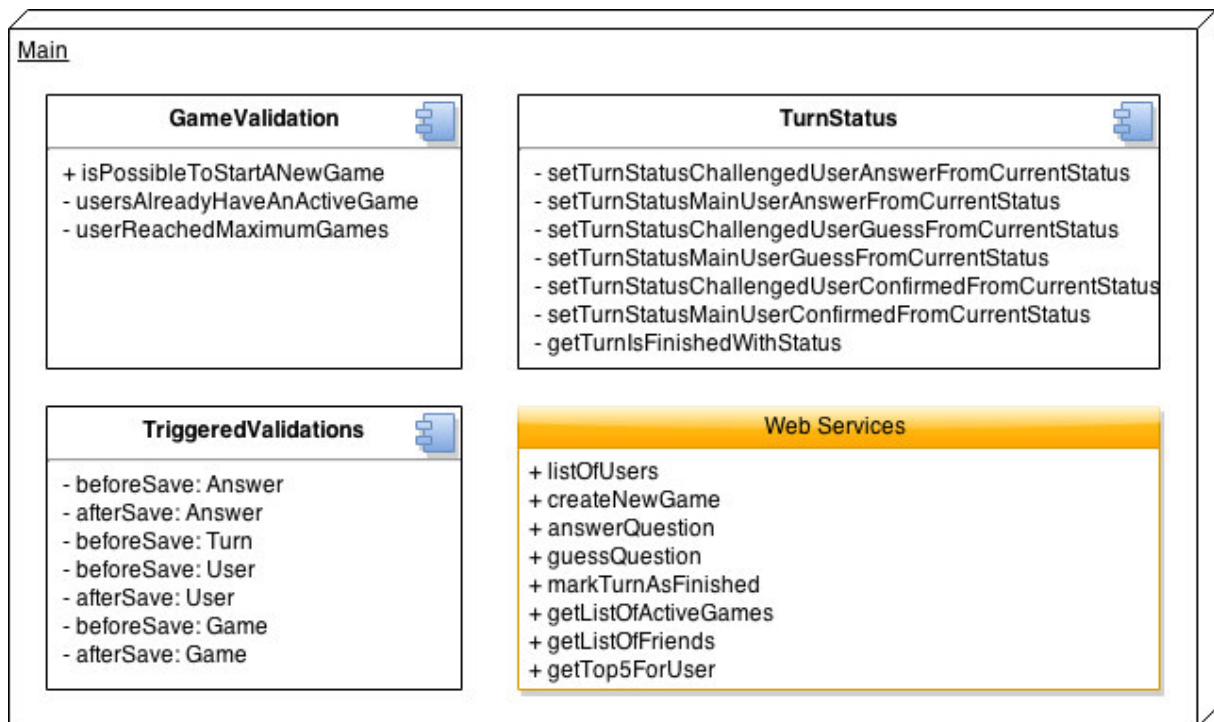 Main
GameValidation
+ isPossibleToStartANewGame
- usersAlreadyHaveAnActiveGame
- userReachedMaximumGames
TurnStatus
- setTurnStatusChallengedUserAnswerFromCurrentStatus
- setTurnStatusMainUserAnswerFromCurrentStatus
- setTurnStatusChallengedUserGuessFromCurrentStatus
- setTurnStatusMainUserGuessFromCurrentStatus
- setTurnStatusChallengedUserConfirmedFromCurrentStatus
- setTurnStatusMainUserConfirmedFromCurrentStatus
- getTurnIsFinishedWithStatus
TriggeredValidations
- beforeSave: Answer
- afterSave: Answer
- beforeSave: Turn
- beforeSave: User
- afterSave: User
- beforeSave: Game
- afterSave: Game
Web Services
+ listOfUsers
+ createNewGame
+ answerQuestion
+ guessQuestion
+ markTurnAsFinished
+ getListOfActiveGames
+ getListOfFriends
+ getTop5ForUser